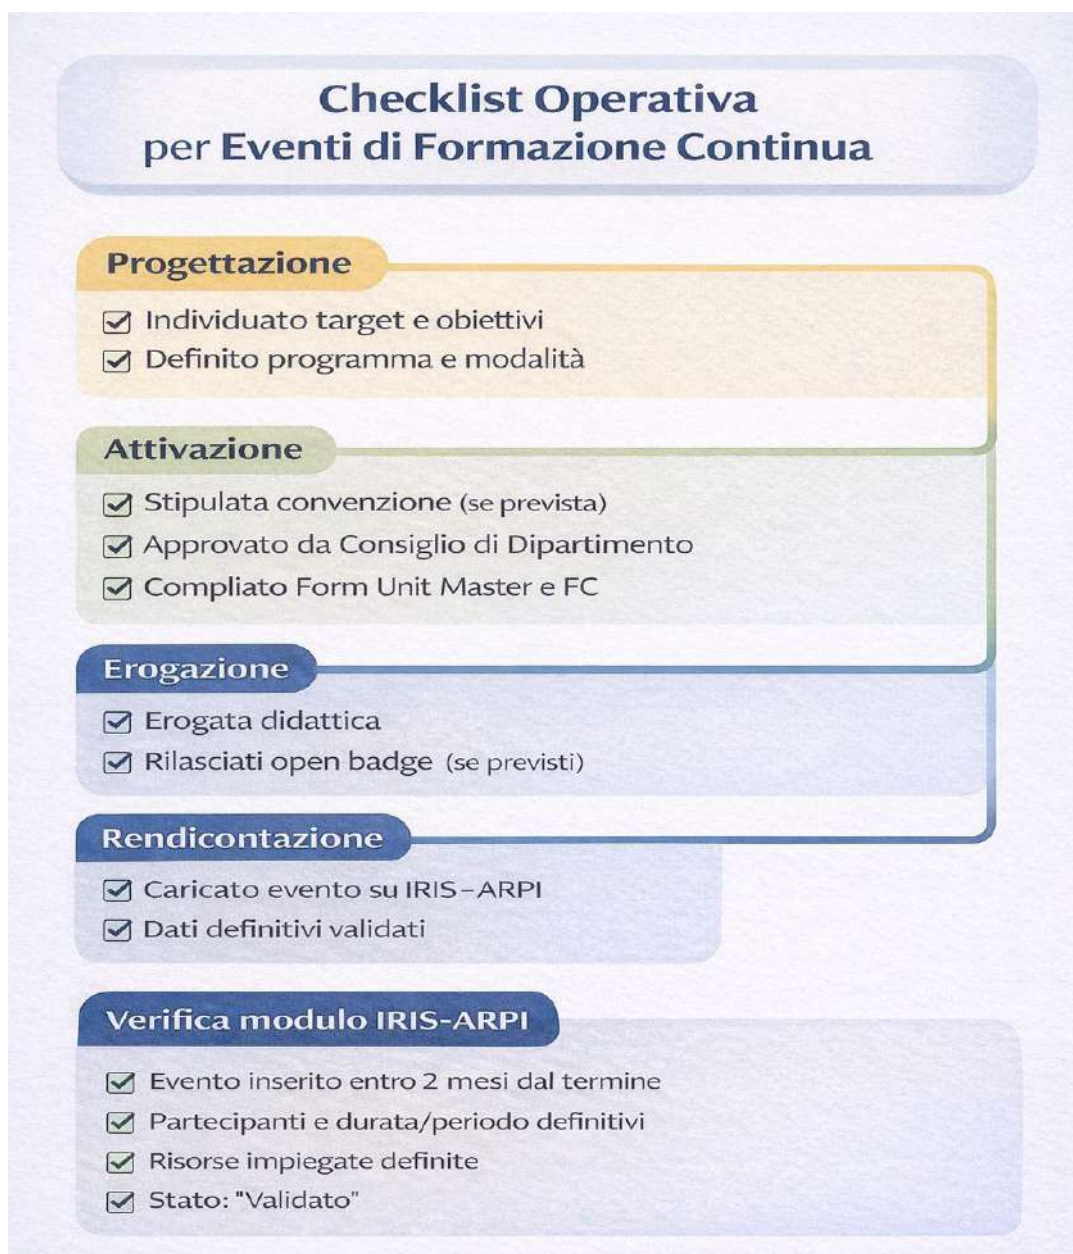 Checklist Operativa
per Eventi di Formazione Continua
Progettazione
Individuato target e obiettivi
Definito programma e modalità
Attivazione
Stipulata convenzione (se prevista)
Approvato da Consiglio di Dipartimento
Compliato Form Unit Master e FC
Erogazione
Erogata didattica
Rilasciati open badge (se previsti)
Rendicontazione
Caricato evento su IRIS–ARPI
Dati definitivi validati
Verifica modulo IRIS-ARPI
Evento inserito entro 2 mesi dal termine
Partecipanti e durata/periodo definitivi
Risorse impiegate definite
Stato: "Validato"